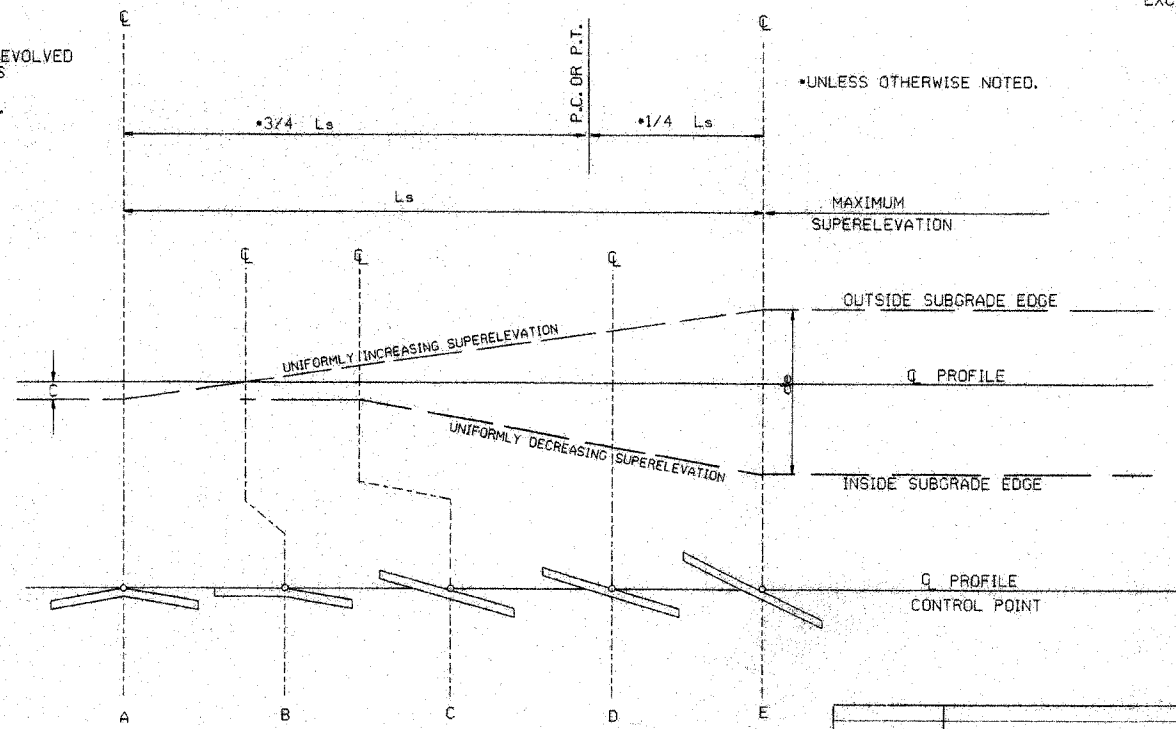 EXC
℄
℄
EVOLVED
S
P.C. OR P.T.
*UNLESS OTHERWISE NOTED.
*3/4 Ls
*1/4 Ls
Ls
MAXIMUM
SUPERELEVATION
℄
℄
℄
OUTSIDE SUBGRADE EDGE
UNIFORMLY INCREASING SUPERELEVATION
℄ PROFILE
C
UNIFORMLY DECREASING SUPERELEVATION
INSIDE SUBGRADE EDGE
℄ PROFILE
CONTROL POINT
A
B
C
D
E